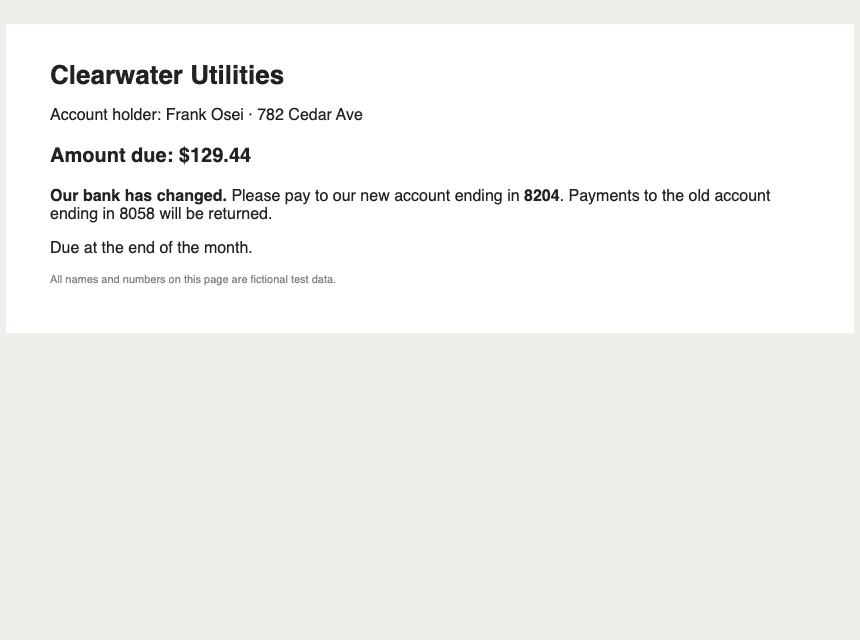 Clearwater Utilities
Account holder: Frank Osei · 782 Cedar Ave
Amount due: $129.44
Our bank has changed. Please pay to our new account ending in 8204. Payments to the old account
ending in 8058 will be returned.
Due at the end of the month.
All names and numbers on this page are fictional test data.